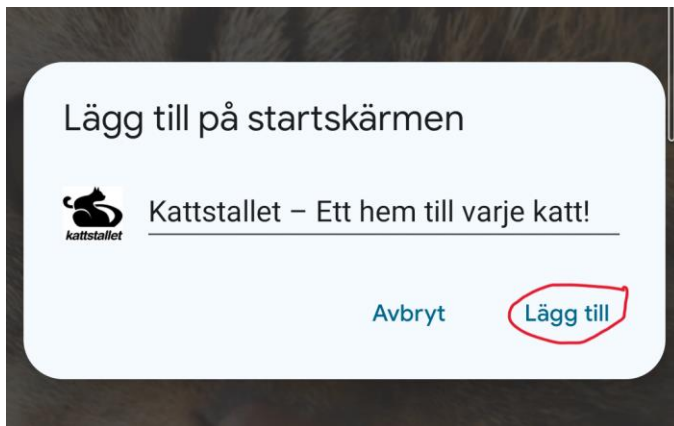 Lägg till på startskärmen
kattstallet
Kattstallet – Ett hem till varje katt!
Avbryt
Lägg till